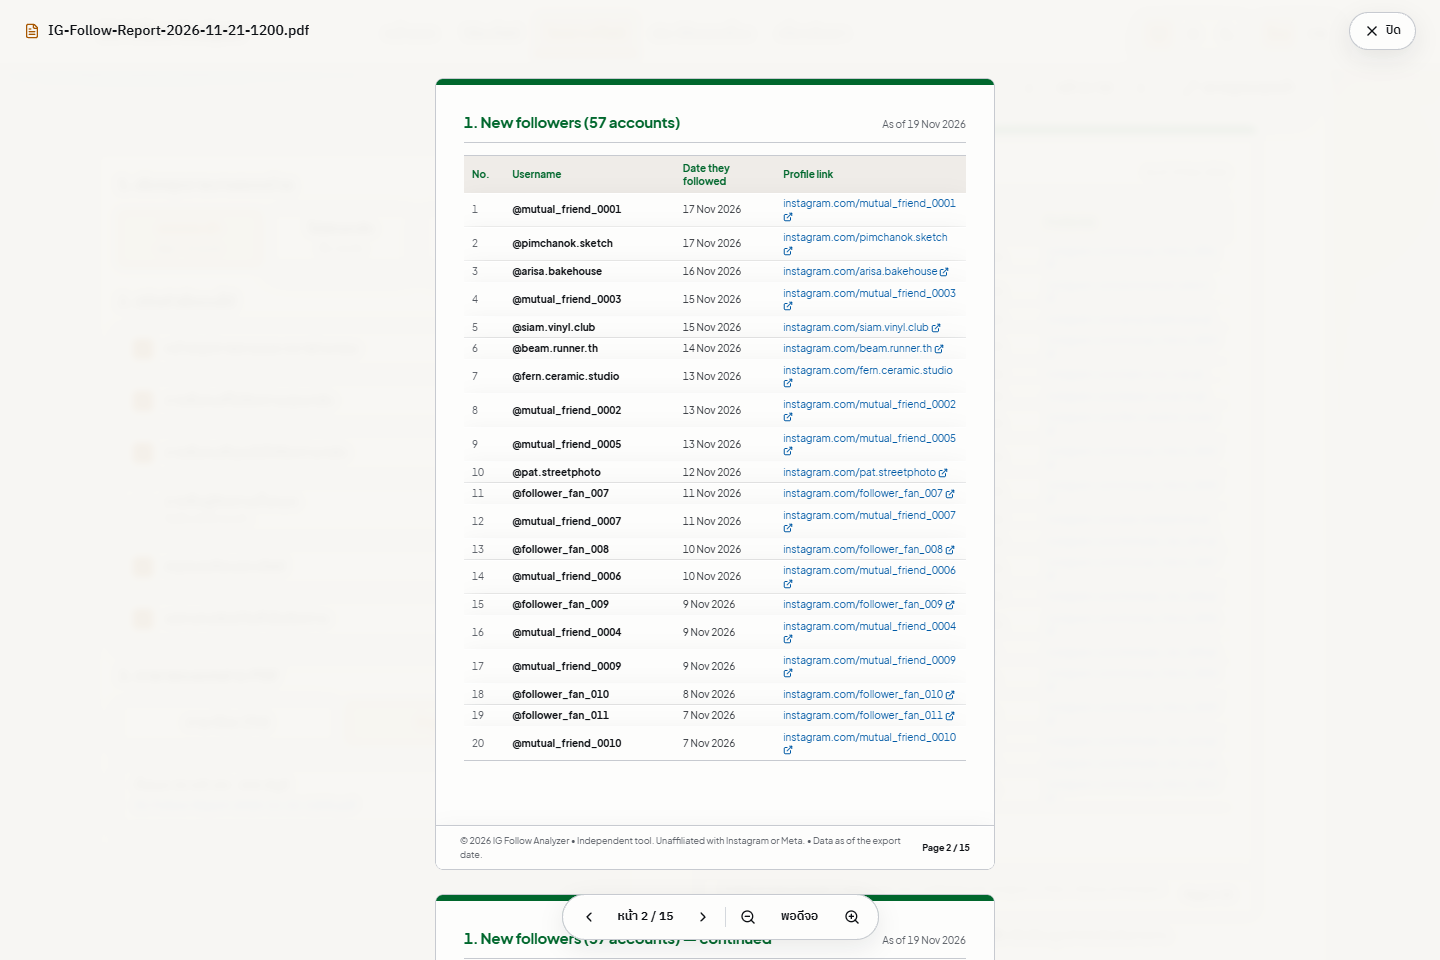 IG-Follow-Report-2026-11-21-1200.pdf
ปิด
1. New followers (57 accounts)
As of 19 Nov 2026
No. Username Date they followed Profile link
1 @mutual_friend_0001 17 Nov 2026 instagram.com/mutual_friend_0001
2 @pimchanok.sketch 17 Nov 2026 instagram.com/pimchanok.sketch
3 @arisa.bakehouse 16 Nov 2026 instagram.com/arisa.bakehouse
4 @mutual_friend_0003 15 Nov 2026 instagram.com/mutual_friend_0003
5 @siam.vinyl.club 15 Nov 2026 instagram.com/siam.vinyl.club
6 @beam.runner.th 14 Nov 2026 instagram.com/beam.runner.th
7 @fern.ceramic.studio 13 Nov 2026 instagram.com/fern.ceramic.studio
8 @mutual_friend_0002 13 Nov 2026 instagram.com/mutual_friend_0002
9 @mutual_friend_0005 13 Nov 2026 instagram.com/mutual_friend_0005
10 @pat.streetphoto 12 Nov 2026 instagram.com/pat.streetphoto
11 @follower_fan_007 11 Nov 2026 instagram.com/follower_fan_007
12 @mutual_friend_0007 11 Nov 2026 instagram.com/mutual_friend_0007
13 @follower_fan_008 10 Nov 2026 instagram.com/follower_fan_008
14 @mutual_friend_0006 10 Nov 2026 instagram.com/mutual_friend_0006
15 @follower_fan_009 9 Nov 2026 instagram.com/follower_fan_009
16 @mutual_friend_0004 9 Nov 2026 instagram.com/mutual_friend_0004
17 @mutual_friend_0009 9 Nov 2026 instagram.com/mutual_friend_0009
18 @follower_fan_010 8 Nov 2026 instagram.com/follower_fan_010
19 @follower_fan_011 7 Nov 2026 instagram.com/follower_fan_011
20 @mutual_friend_0010 7 Nov 2026 instagram.com/mutual_friend_0010
© 2026 IG Follow Analyzer • Independent tool. Unaffiliated with Instagram or Meta. • Data as of the export
date.
Page 2 / 15
หน้า 2 / 15
พอดีจอ
1. New followers (57 accounts) — continued
As of 19 Nov 2026